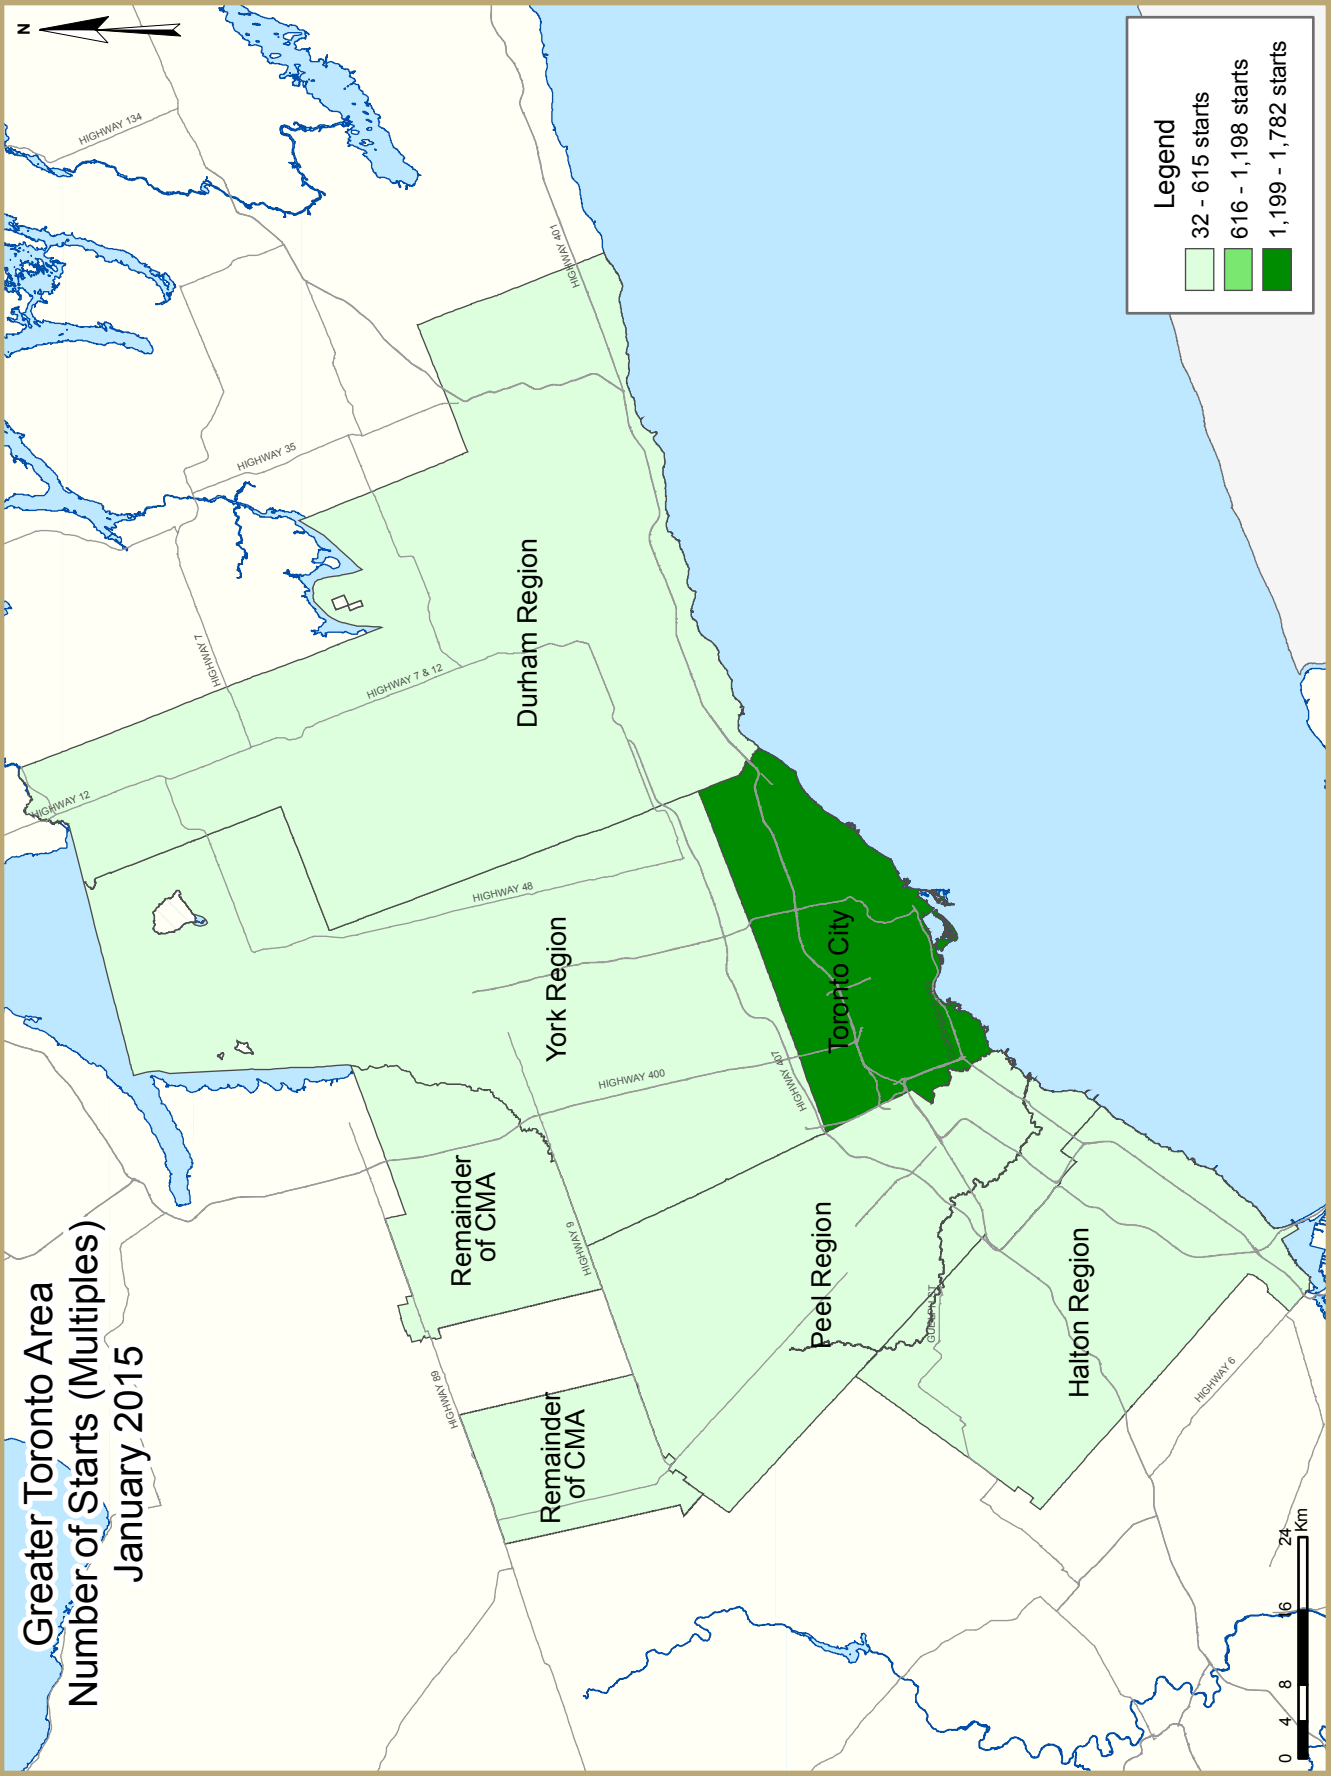 Greater Toronto Area
Number of Starts (Multiples)
January 2015
N
HIGHWAY 134
HIGHWAY 401
HIGHWAY 35
HIGHWAY 7
HIGHWAY 7 & 12
HIGHWAY 12
HIGHWAY 48
HIGHWAY 400
HIGHWAY 407
HIGHWAY 9
HIGHWAY 89
GUELPH ST
HIGHWAY 6
Durham Region
York Region
Toronto City
Remainder
of CMA
Remainder
of CMA
Peel Region
Halton Region
Legend
32 - 615 starts
616 - 1,198 starts
1,199 - 1,782 starts
0 4 8 16 24
Km